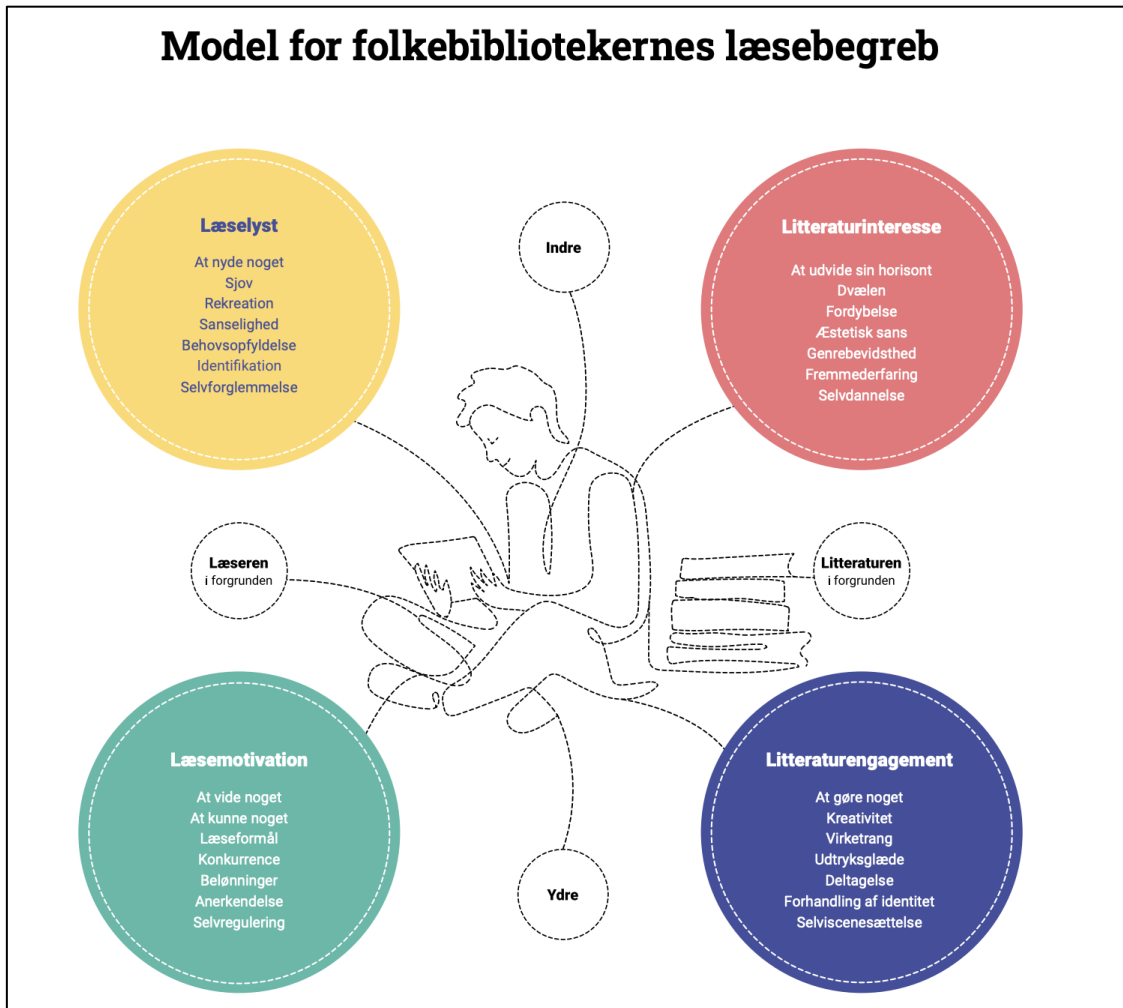 Model for folkebibliotekernes læsebegreb
Læselyst
At nyde noget
Sjov
Rekreation
Sanselighed
Behovsopfyldelse
Identifikation
Selvforglemmelse
Indre
Litteraturinteresse
At udvide sin horisont
Dvælen
Fordybelse
Æstetisk sans
Genrebevidsthed
Fremmederfaring
Selvdannelse
Læseren
i forgrunden
Litteraturen
i forgrunden
Læsemotivation
At vide noget
At kunne noget
Læseformål
Konkurrence
Belønninger
Anerkendelse
Selvregulering
Ydre
Litteraturengagement
At gøre noget
Kreativitet
Virketrang
Udtryksglæde
Deltagelse
Forhandling af identitet
Selviscenesættelse